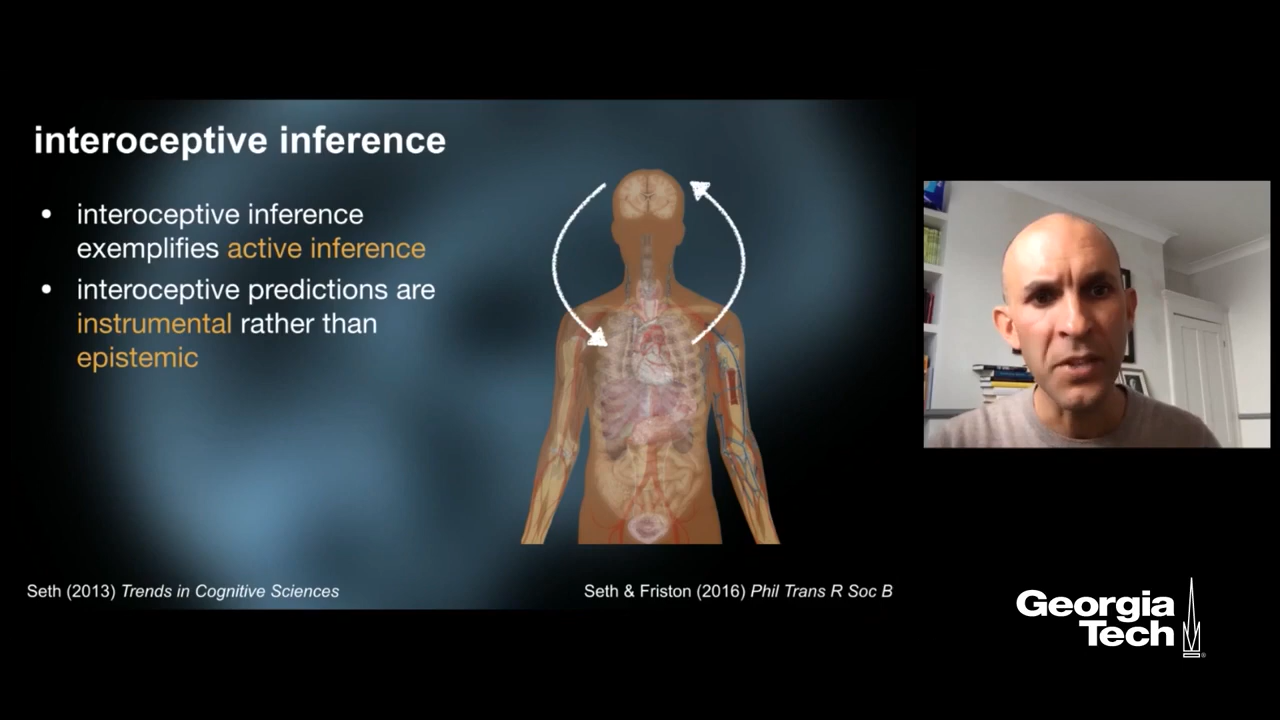 interoceptive inference
• interoceptive inference
exemplifies active inference
• interoceptive predictions are
instrumental rather than
epistemic
Seth (2013) Trends in Cognitive Sciences
Seth & Friston (2016) Phil Trans R Soc B
Georgia
Tech